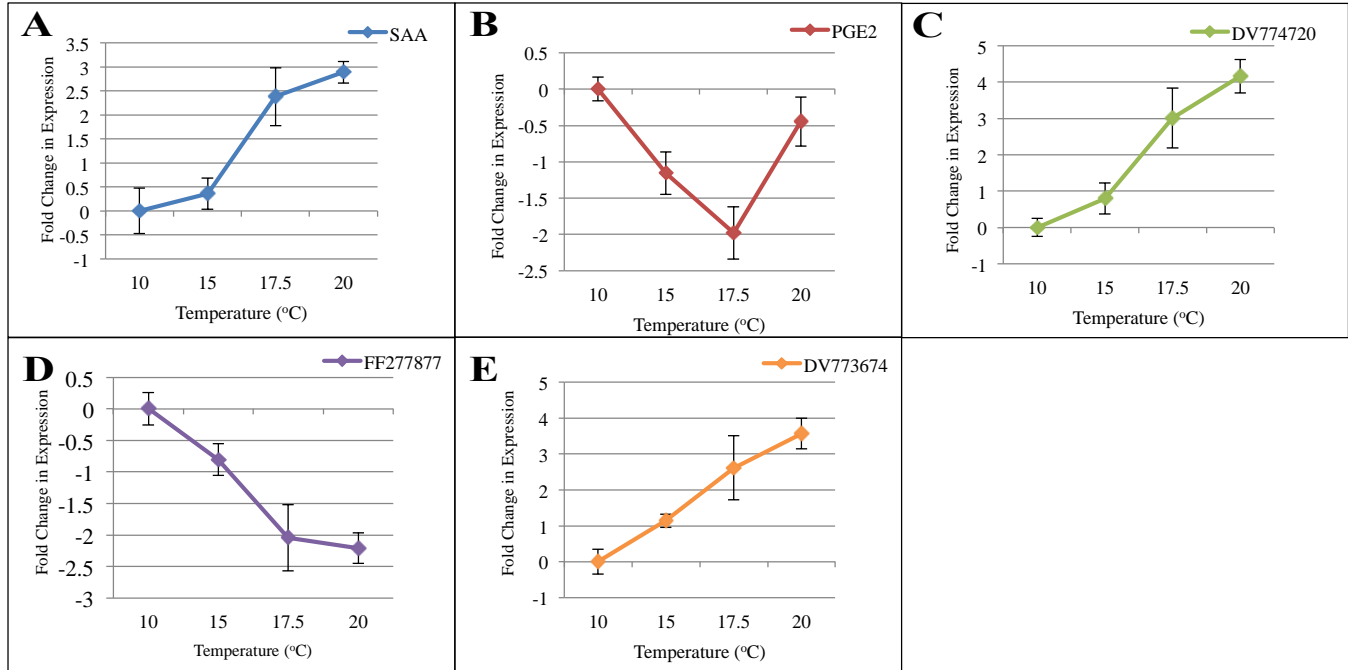 A
SAA
Fold Change in Expression
3.5
3
2.5
2
1.5
1
0.5
0
-0.5
-1
10 15 17.5 20
Temperature (°C)
B
PGE2
Fold Change in Expression
0.5
0
-0.5
-1
-1.5
-2
-2.5
10 15 17.5 20
Temperature (°C)
C
DV774720
Fold Change in Expression
5
4
3
2
1
0
-1
10 15 17.5 20
Temperature (°C)
D
FF277877
Fold Change in Expression
0.5
0
-0.5
-1
-1.5
-2
-2.5
-3
10 15 17.5 20
Temperature (°C)
E
DV773674
Fold Change in Expression
5
4
3
2
1
0
-1
10 15 17.5 20
Temperature (°C)